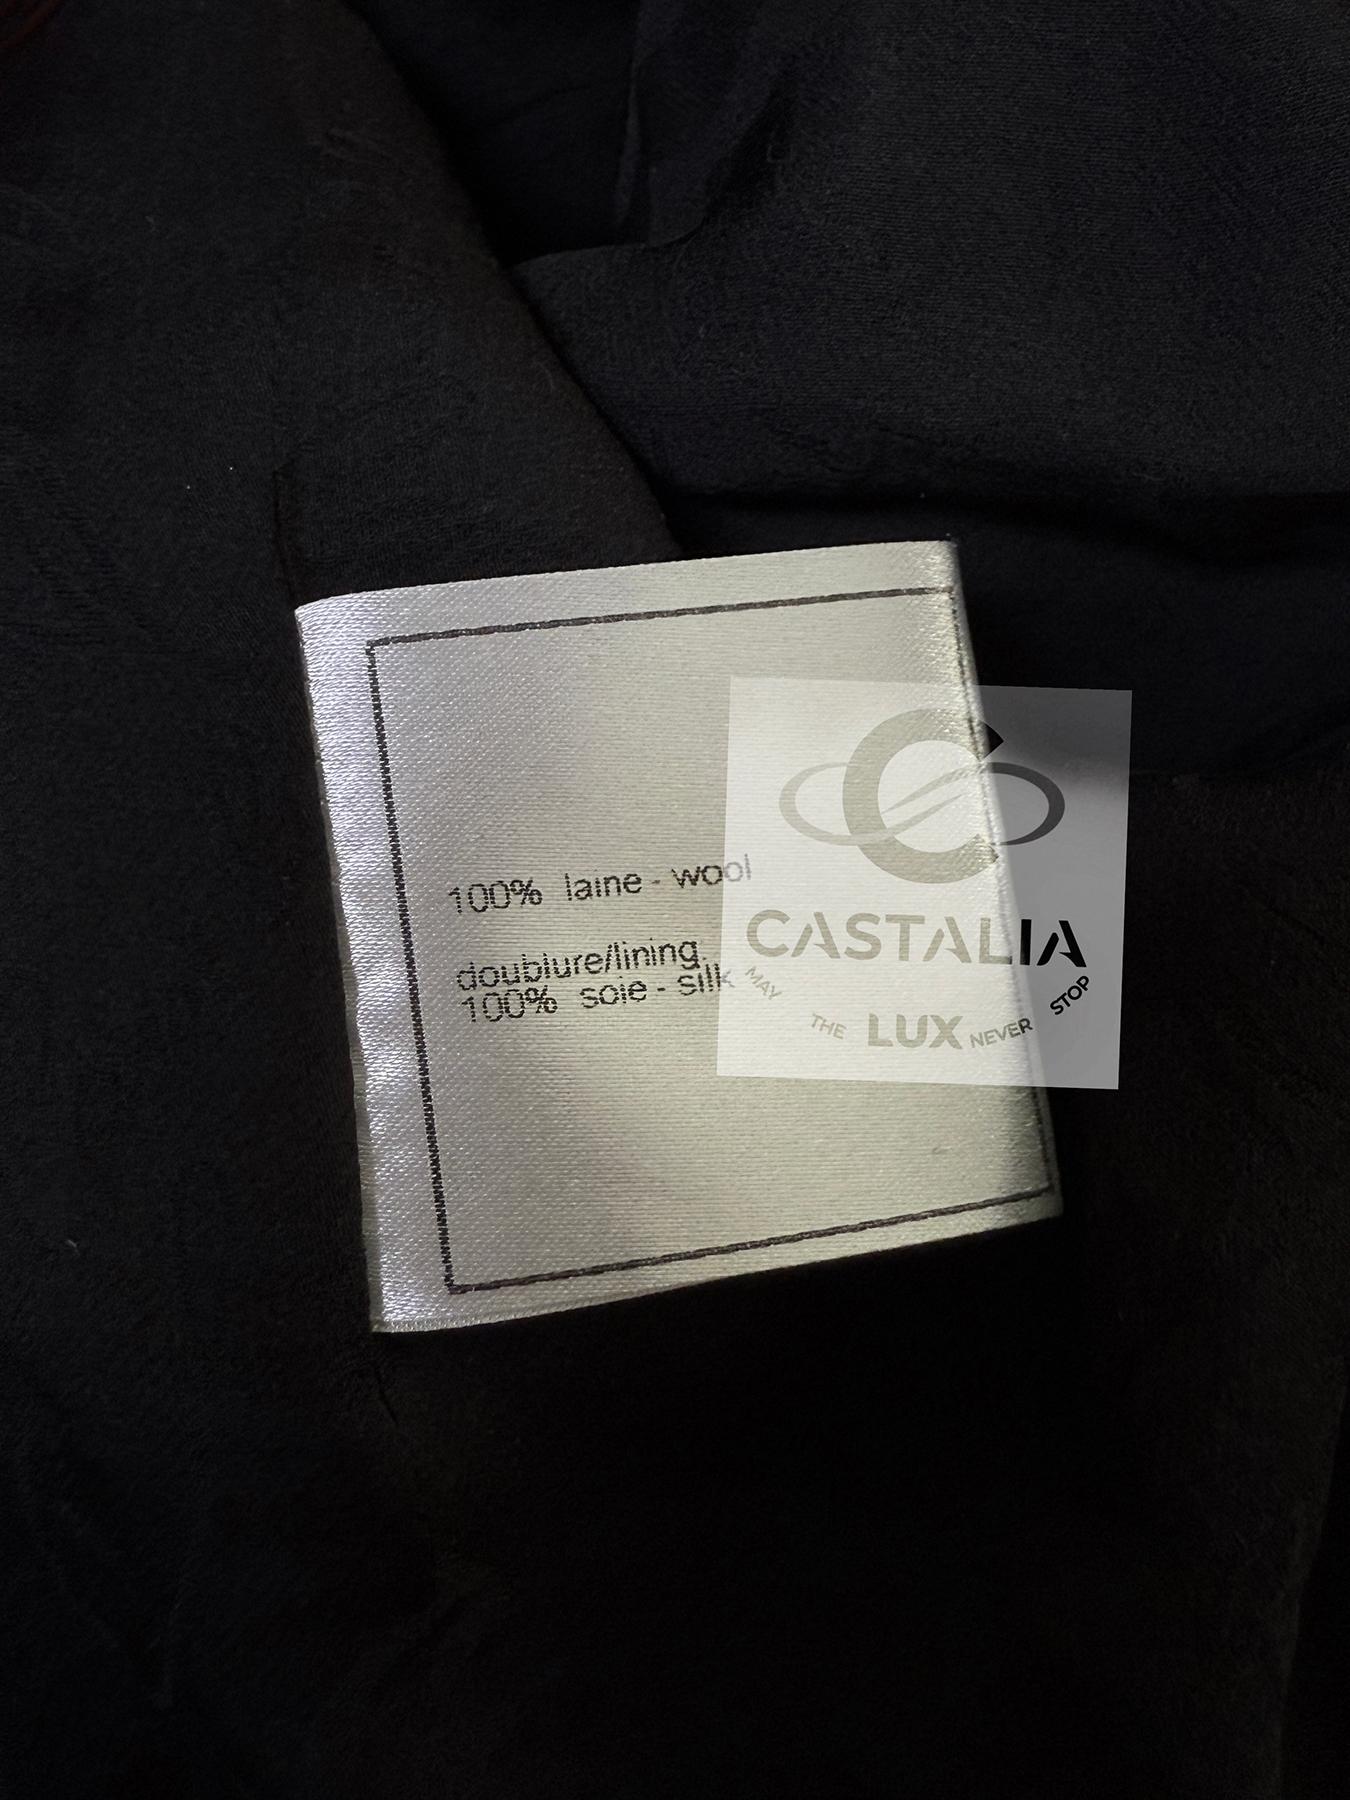 100% laine - wool
doublure/lining.
100% soie - silk
C
CASTALIA
MAY THE LUX NEVER STOP